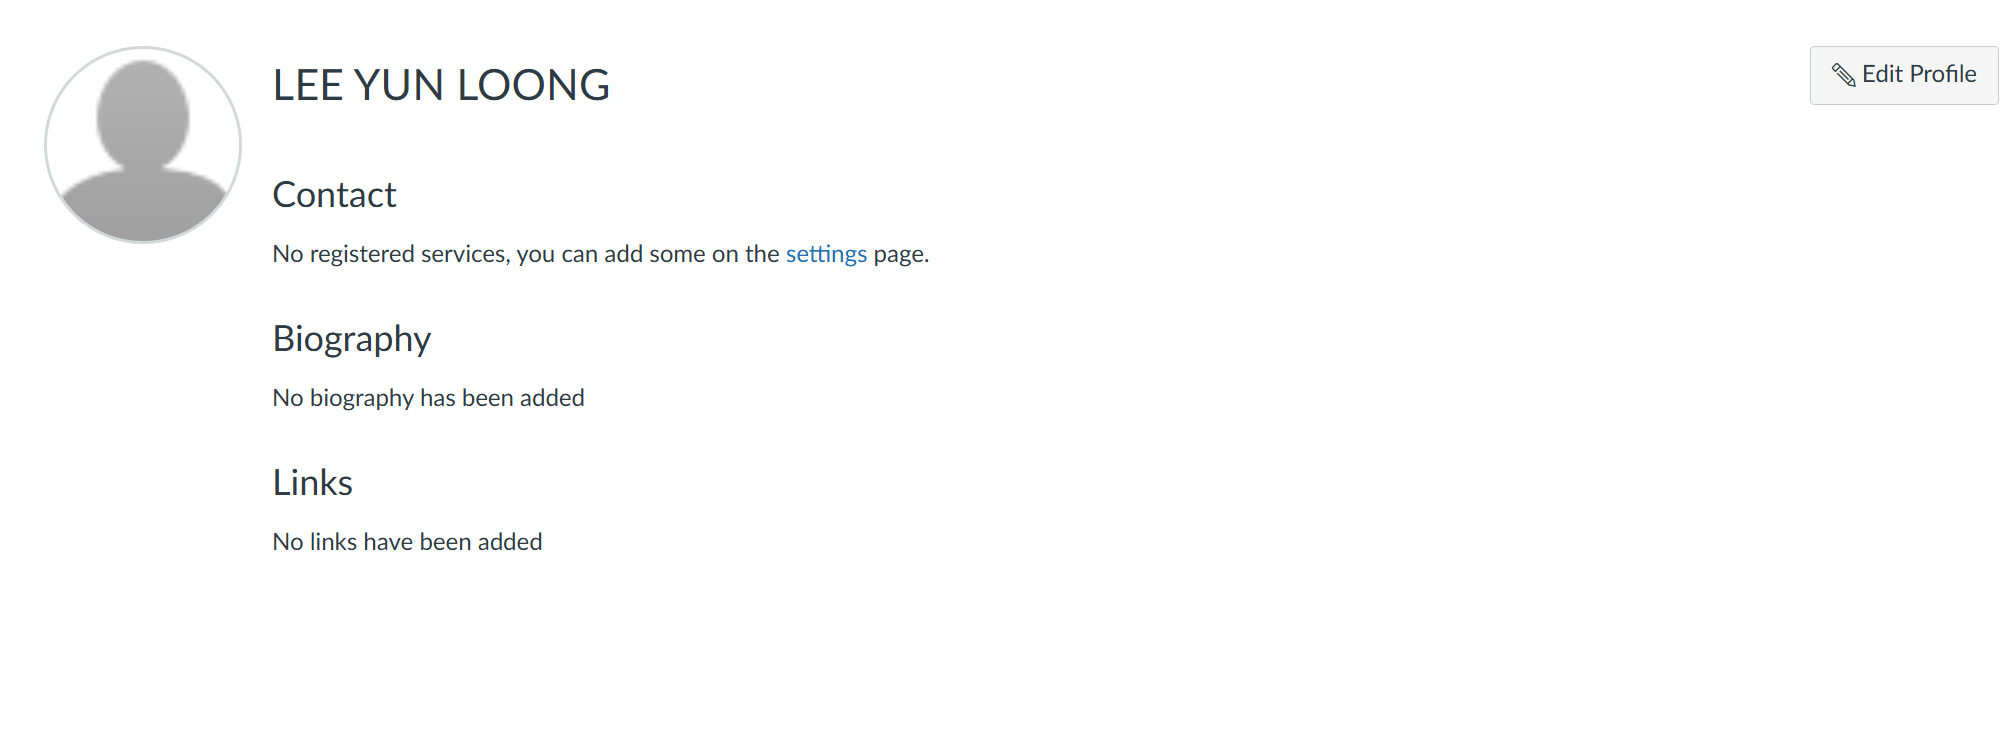 LEE YUN LOONG
Edit Profile
Contact
No registered services, you can add some on the settings page.
Biography
No biography has been added
Links
No links have been added